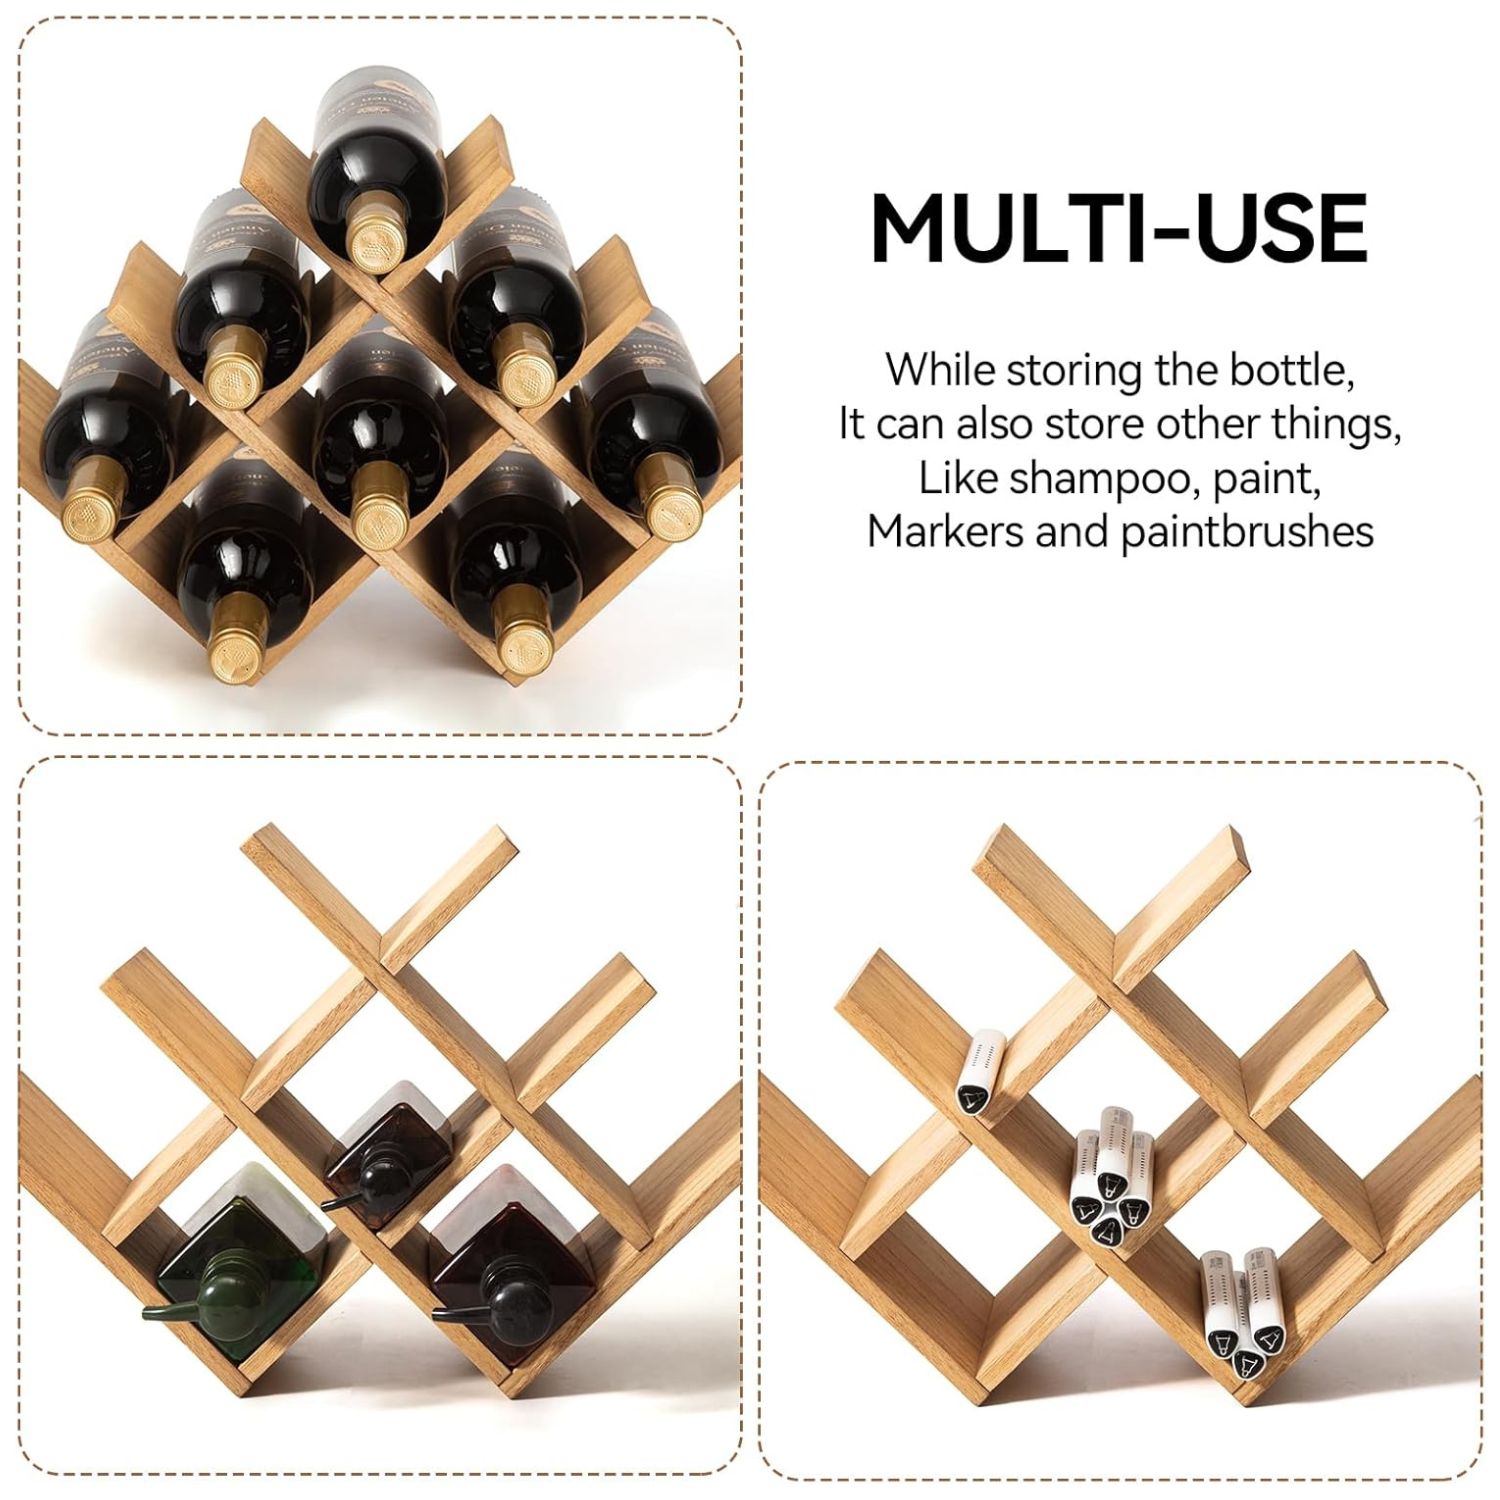 MULTI-USE
While storing the bottle,
It can also store other things,
Like shampoo, paint,
Markers and paintbrushes